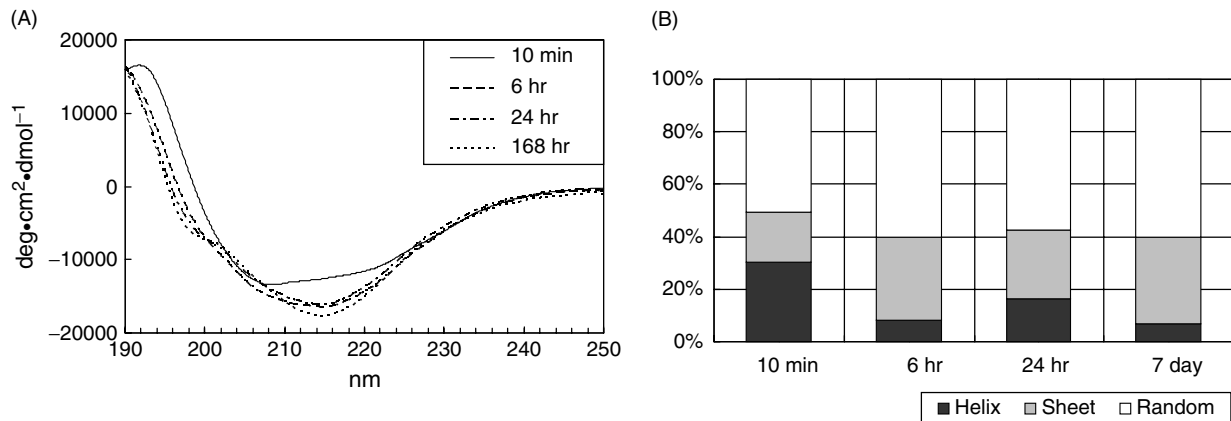 (A)
20000
10000
0
−10000
−20000
deg•cm²•dmol⁻¹
190 200 210 220 230 240 250
nm
10 min
6 hr
24 hr
168 hr
(B)
100%
80%
60%
40%
20%
0%
10 min 6 hr 24 hr 7 day
Helix Sheet Random